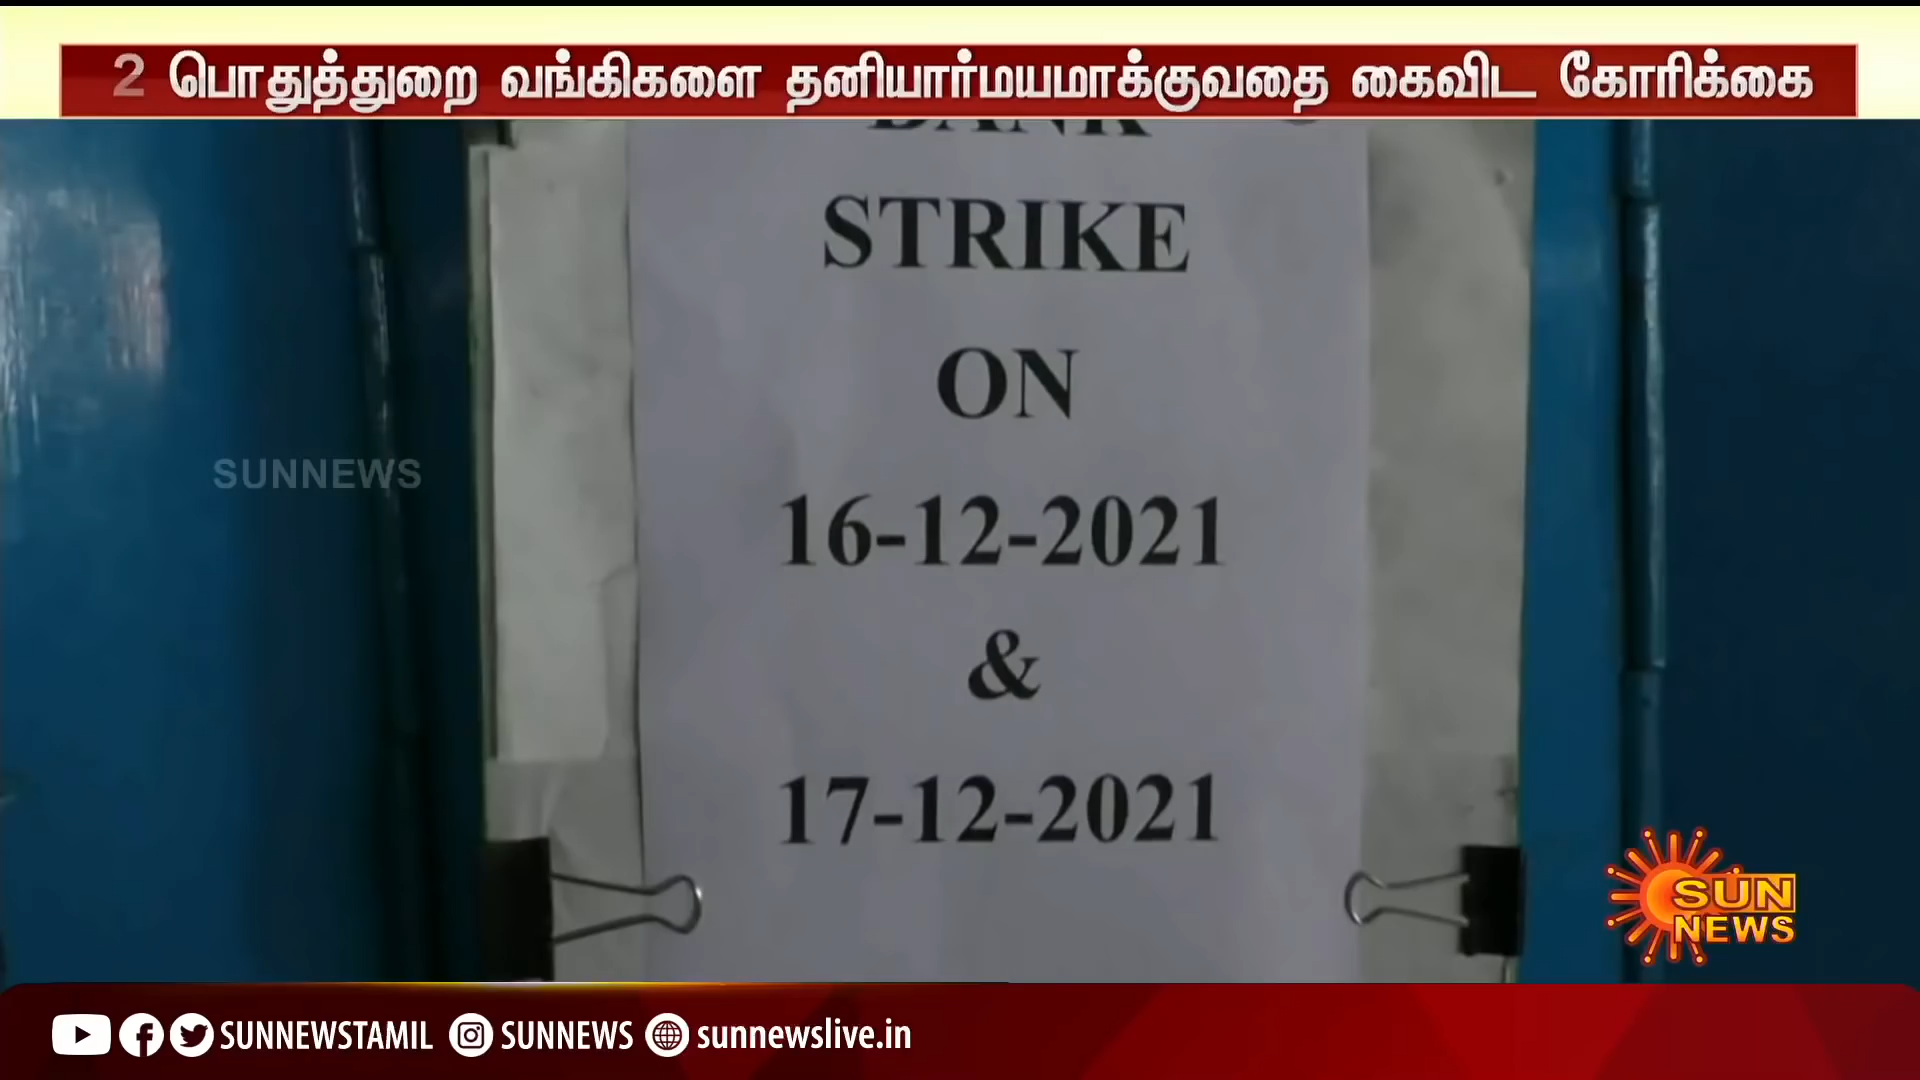 2 பொதுத்துறை வங்கிகளை தனியார்மயமாக்குவதை கைவிட கோரிக்கை
BANK
STRIKE
ON
16-12-2021
&
17-12-2021
SUNNEWS
SUN
NEWS
SUNNEWSTAMIL SUNNEWS sunnewslive.in